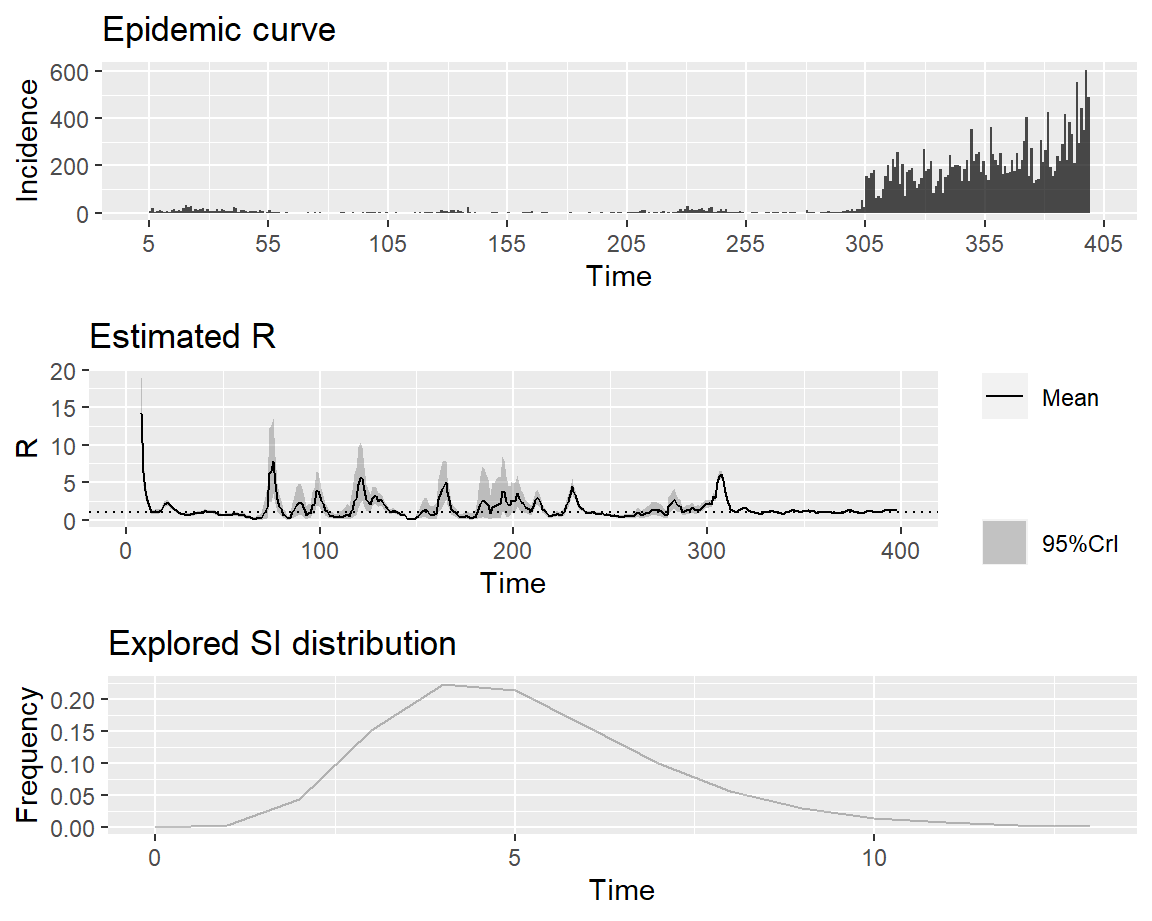 Epidemic curve
600
400
200
0
Incidence
5 55 105 155 205 255 305 355 405
Time
Estimated R
20
15
10
5
0
R
0 100 200 300 400
Time
Mean
95%CrI
Explored SI distribution
0.20
0.15
0.10
0.05
0.00
Frequency
0 5 10
Time